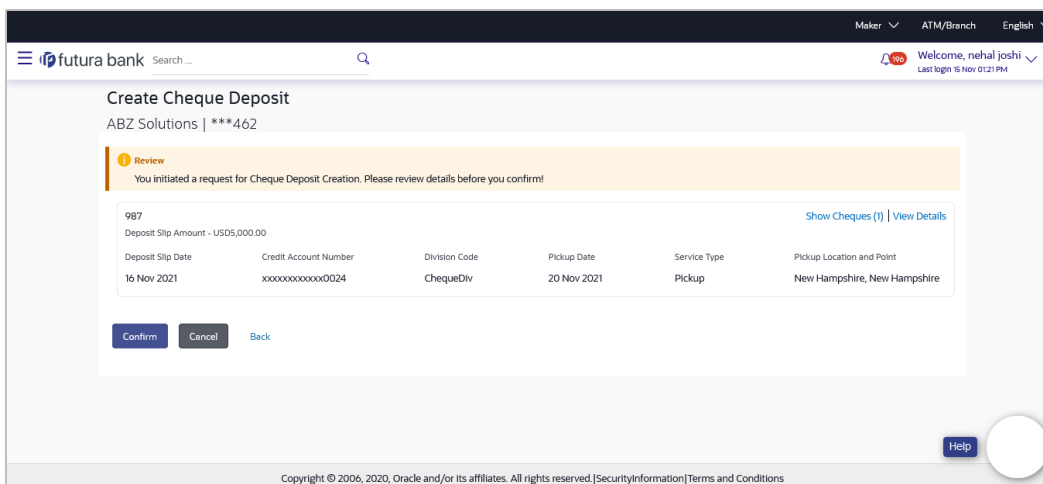 Maker ATM/Branch English
futura bank Search ... 196 Welcome, nehal joshi
Last login 15 Nov 01:21 PM
Create Cheque Deposit
ABZ Solutions | ***462
Review
You initiated a request for Cheque Deposit Creation. Please review details before you confirm!
987 Show Cheques (1) | View Details
Deposit Slip Amount - USD5,000.00
Deposit Slip Date Credit Account Number Division Code Pickup Date Service Type Pickup Location and Point
16 Nov 2021 xxxxxxxxxxxx0024 ChequeDiv 20 Nov 2021 Pickup New Hampshire, New Hampshire
Confirm Cancel Back
Help
Copyright © 2006, 2020, Oracle and/or its affiliates. All rights reserved.|SecurityInformation|Terms and Conditions